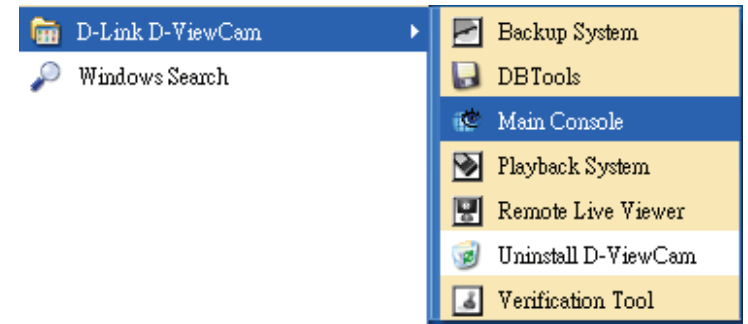 D-Link D-ViewCam
Windows Search
Backup System
DBTools
Main Console
Playback System
Remote Live Viewer
Uninstall D-ViewCam
Verification Tool